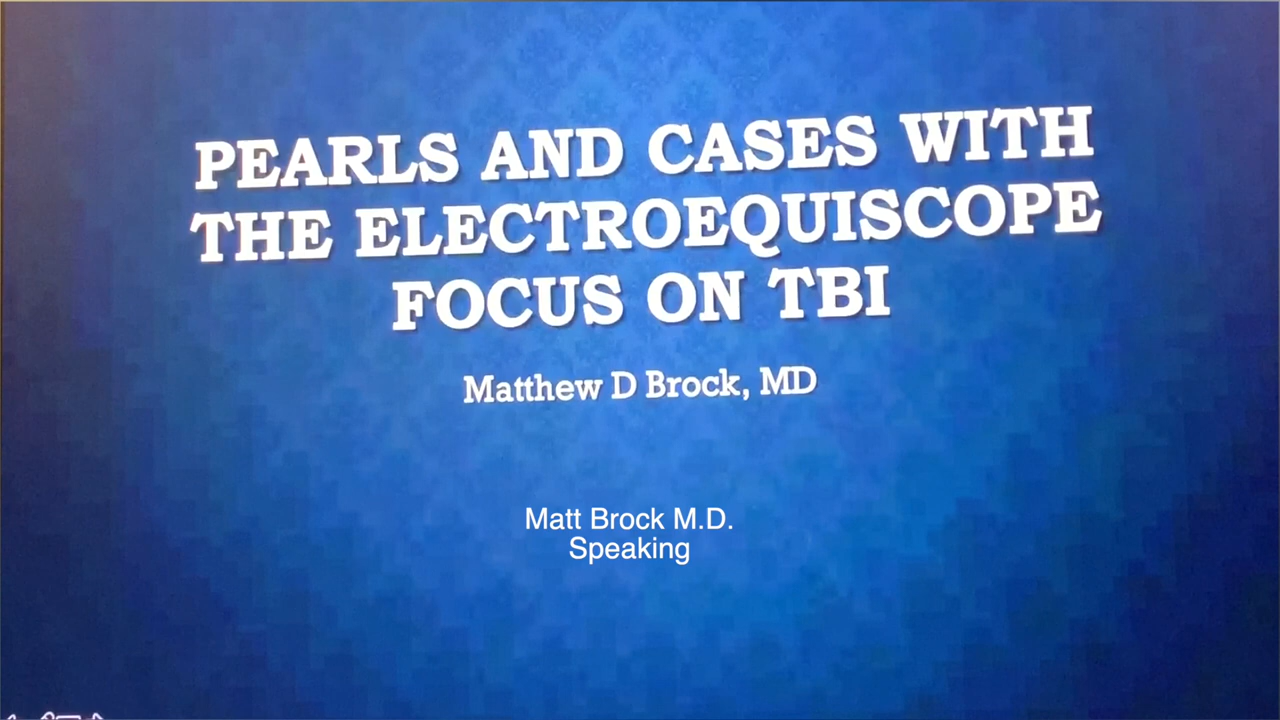 PEARLS AND CASES WITH
THE ELECTROEQUISCOPE
FOCUS ON TBI
Matthew D Brock, MD
Matt Brock M.D.
Speaking